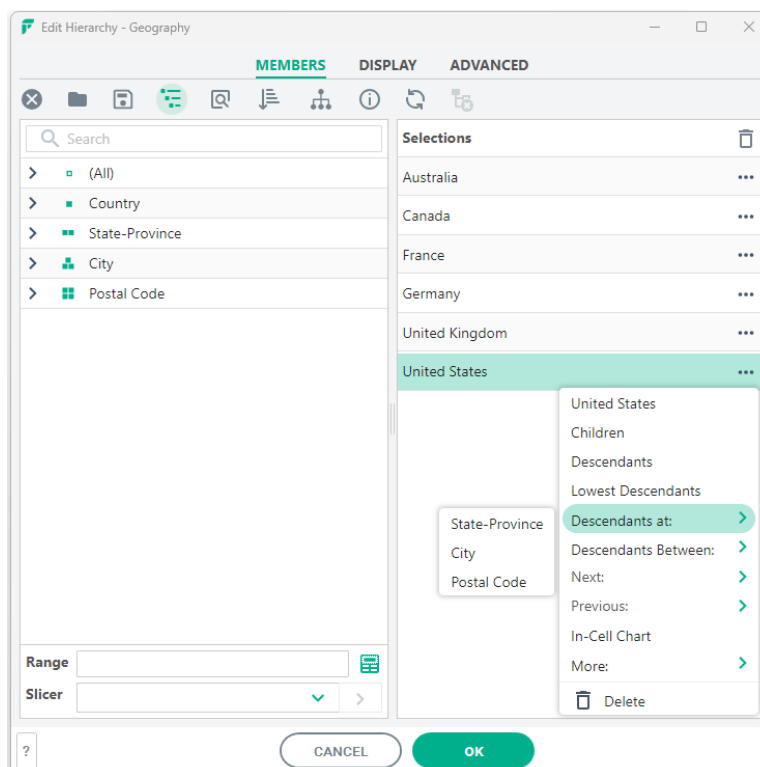 Edit Hierarchy - Geography
MEMBERS DISPLAY ADVANCED
Search
(All)
Country
State-Province
City
Postal Code
Range
Slicer
Selections
Australia
Canada
France
Germany
United Kingdom
United States
United States
Children
Descendants
Lowest Descendants
Descendants at:
Descendants Between:
Next:
Previous:
In-Cell Chart
More:
Delete
State-Province
City
Postal Code
?
CANCEL
OK